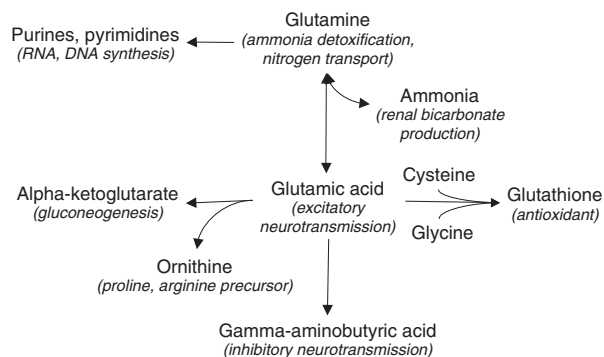 Glutamine
(ammonia detoxification,
nitrogen transport)
Purines, pyrimidines
(RNA, DNA synthesis)
Ammonia
(renal bicarbonate
production)
Alpha-ketoglutarate
(gluconeogenesis)
Glutamic acid
(excitatory
neurotransmission)
Cysteine
Glycine
Glutathione
(antioxidant)
Ornithine
(proline, arginine precursor)
Gamma-aminobutyric acid
(inhibitory neurotransmission)